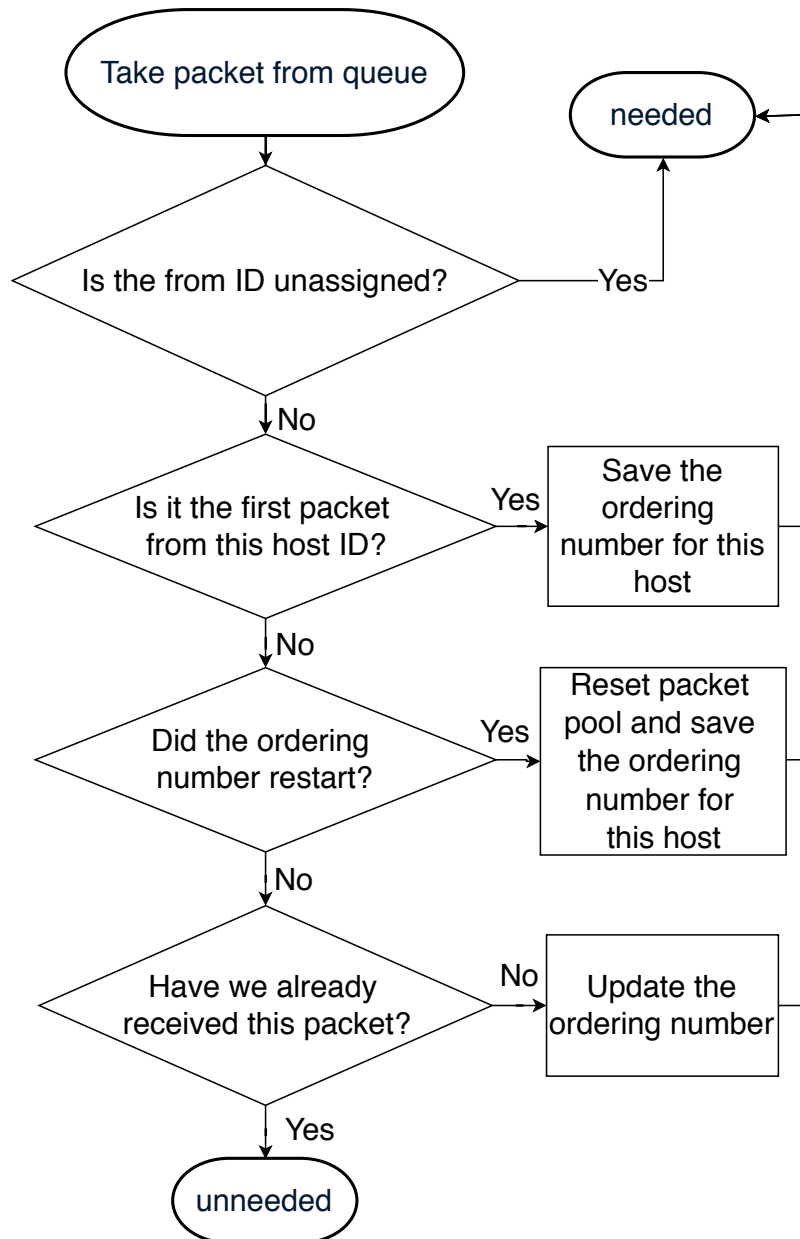 Take packet from queue
needed
Is the from ID unassigned?
Yes
No
Is it the first packet
from this host ID?
Yes
Save the
ordering
number for this
host
No
Did the ordering
number restart?
Yes
Reset packet
pool and save
the ordering
number for
this host
No
Have we already
received this packet?
No
Update the
ordering number
Yes
unneeded